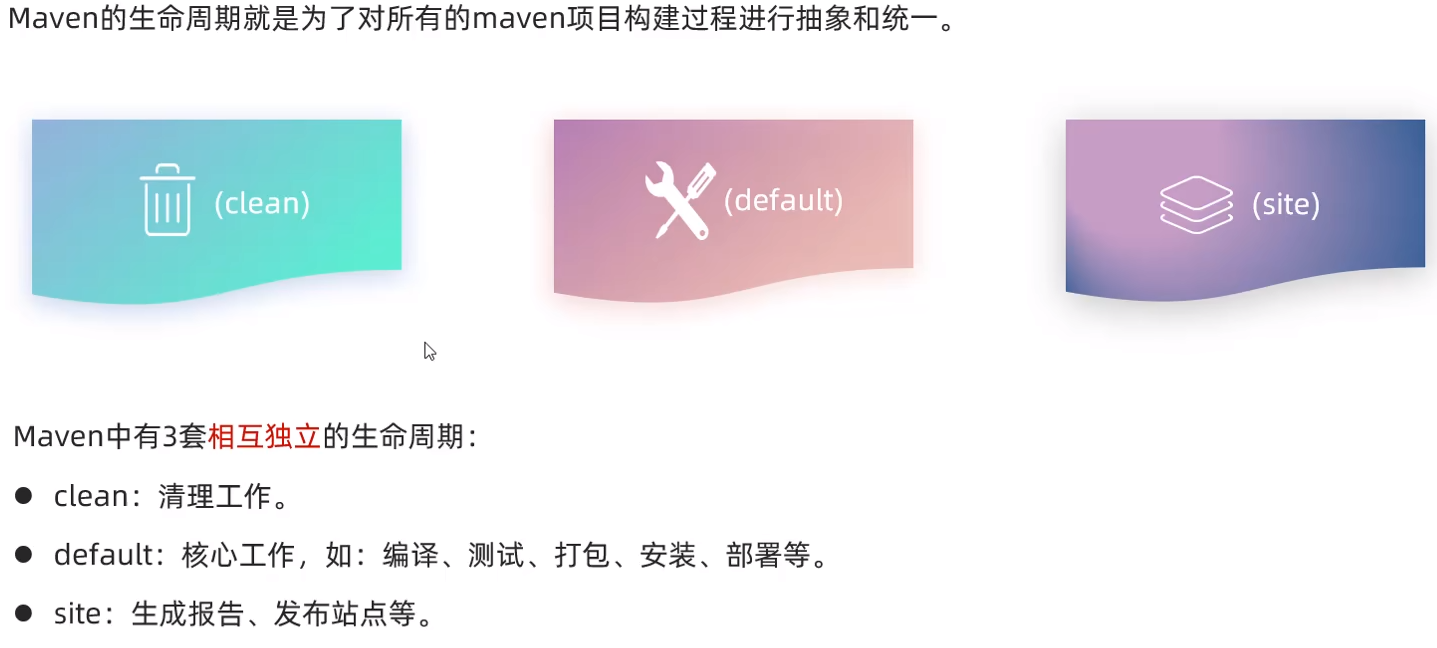 Maven的生命周期就是为了对所有的maven项目构建过程进行抽象和统一。
(clean)
(default)
(site)
Maven中有3套相互独立的生命周期：
● clean：清理工作。
● default：核心工作，如：编译、测试、打包、安装、部署等。
● site：生成报告、发布站点等。